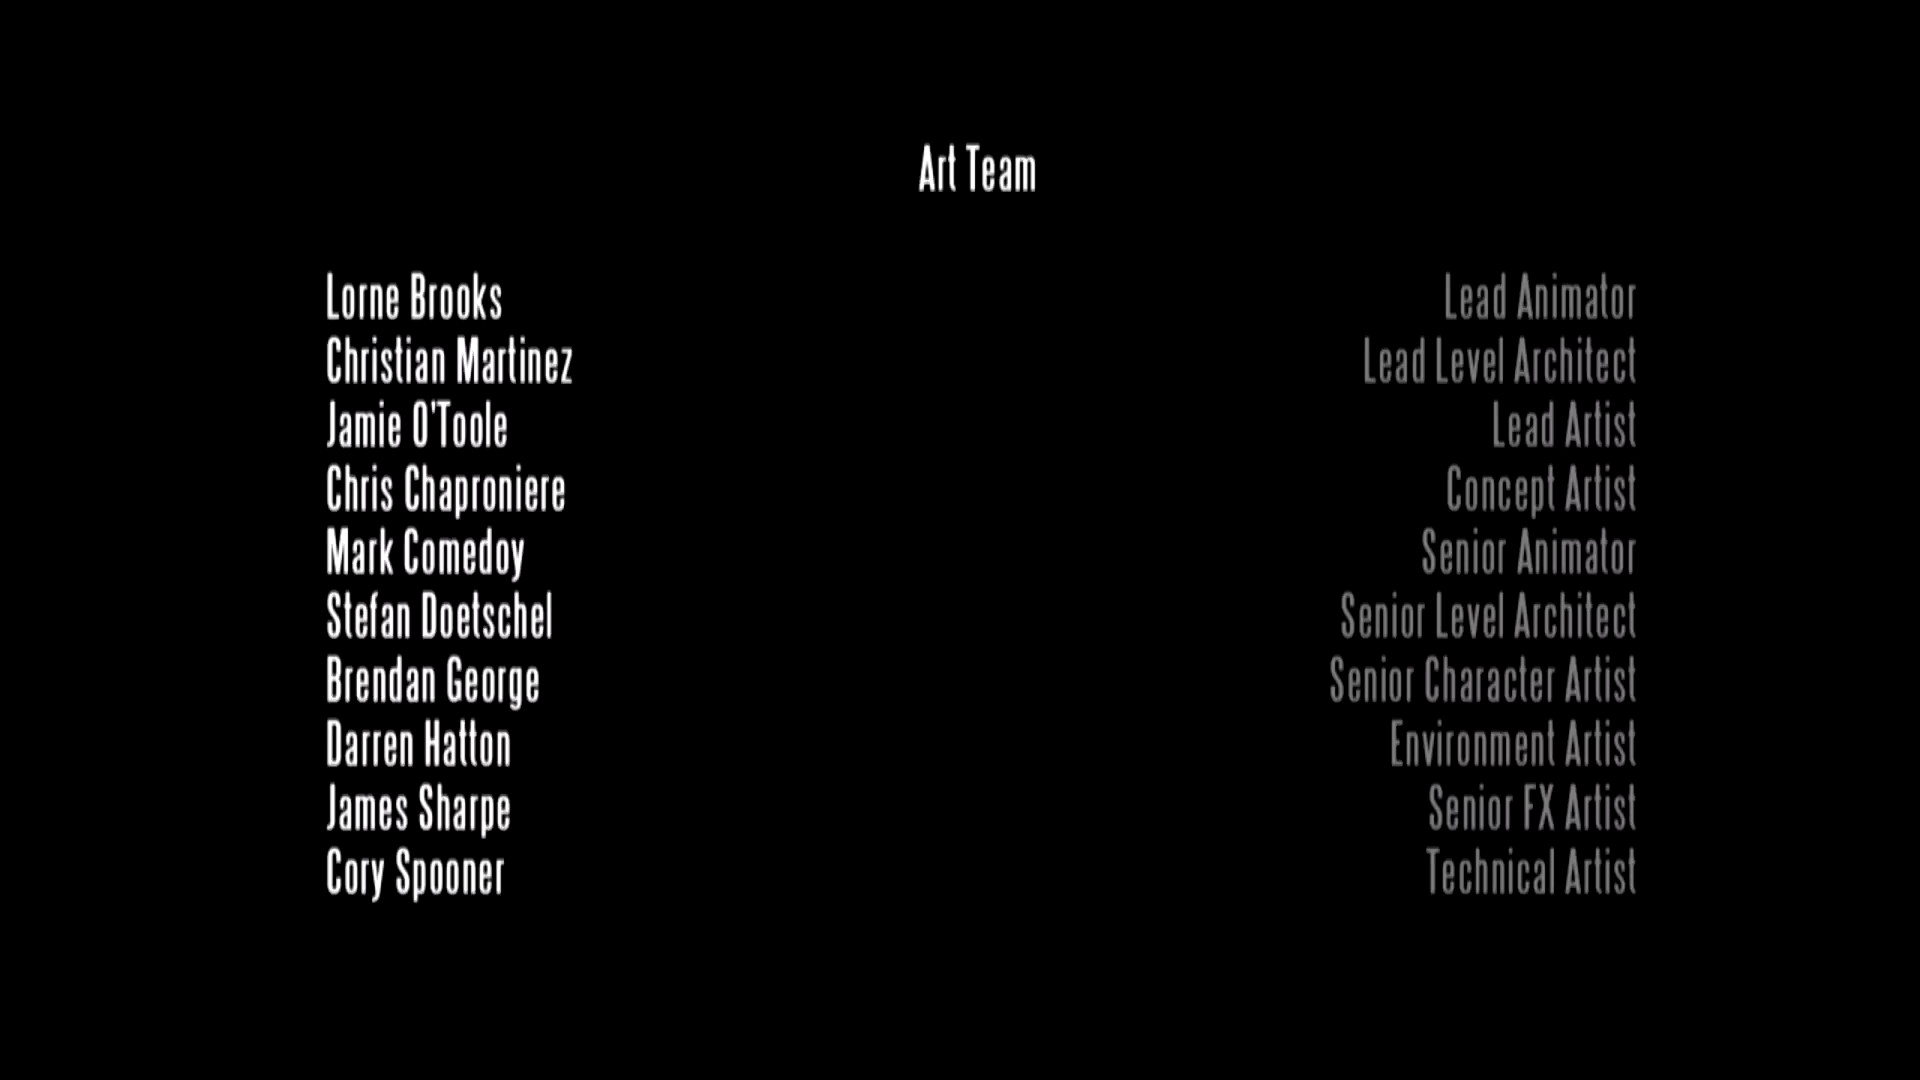 Art Team
Lorne Brooks Lead Animator
Christian Martinez Lead Level Architect
Jamie O'Toole Lead Artist
Chris Chaproniere Concept Artist
Mark Comedoy Senior Animator
Stefan Doetschel Senior Level Architect
Brendan George Senior Character Artist
Darren Hatton Environment Artist
James Sharpe Senior FX Artist
Cory Spooner Technical Artist